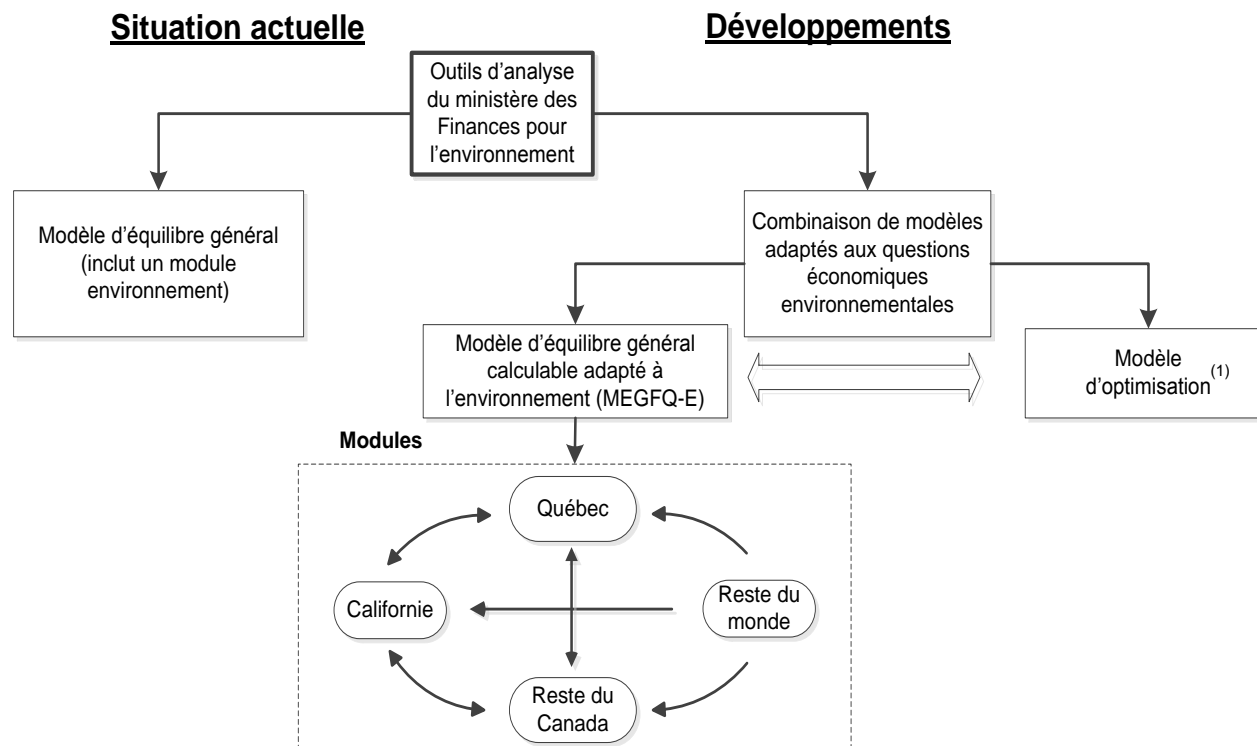 Situation actuelle
Développements
Outils d'analyse
du ministère des
Finances pour
l'environnement
Modèle d'équilibre général
(inclut un module
environnement)
Combinaison de modèles
adaptés aux questions
économiques
environnementales
Modèle d'équilibre général
calculable adapté à
l'environnement (MEGFQ-E)
Modèle
d'optimisation(1)
Modules
Québec
Californie
Reste du
monde
Reste du
Canada